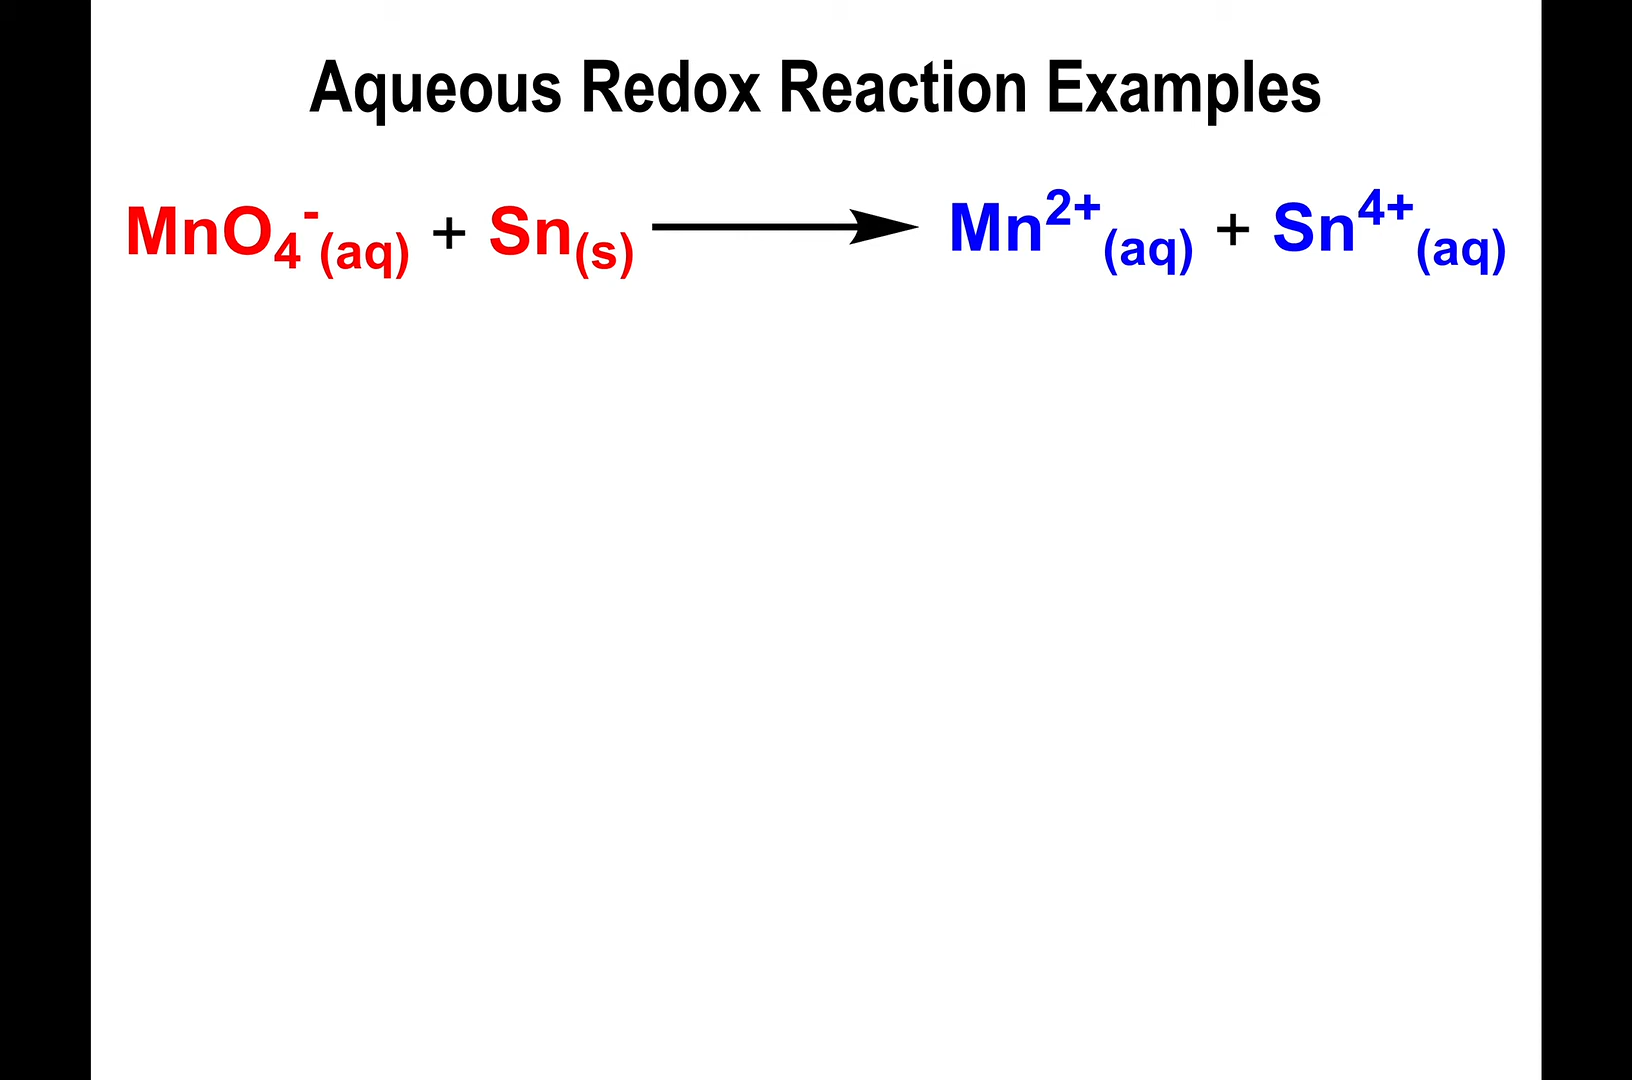 Aqueous Redox Reaction Examples
MnO₄⁻(aq) + Sn(s) ⟶ Mn²⁺(aq) + Sn⁴⁺(aq)